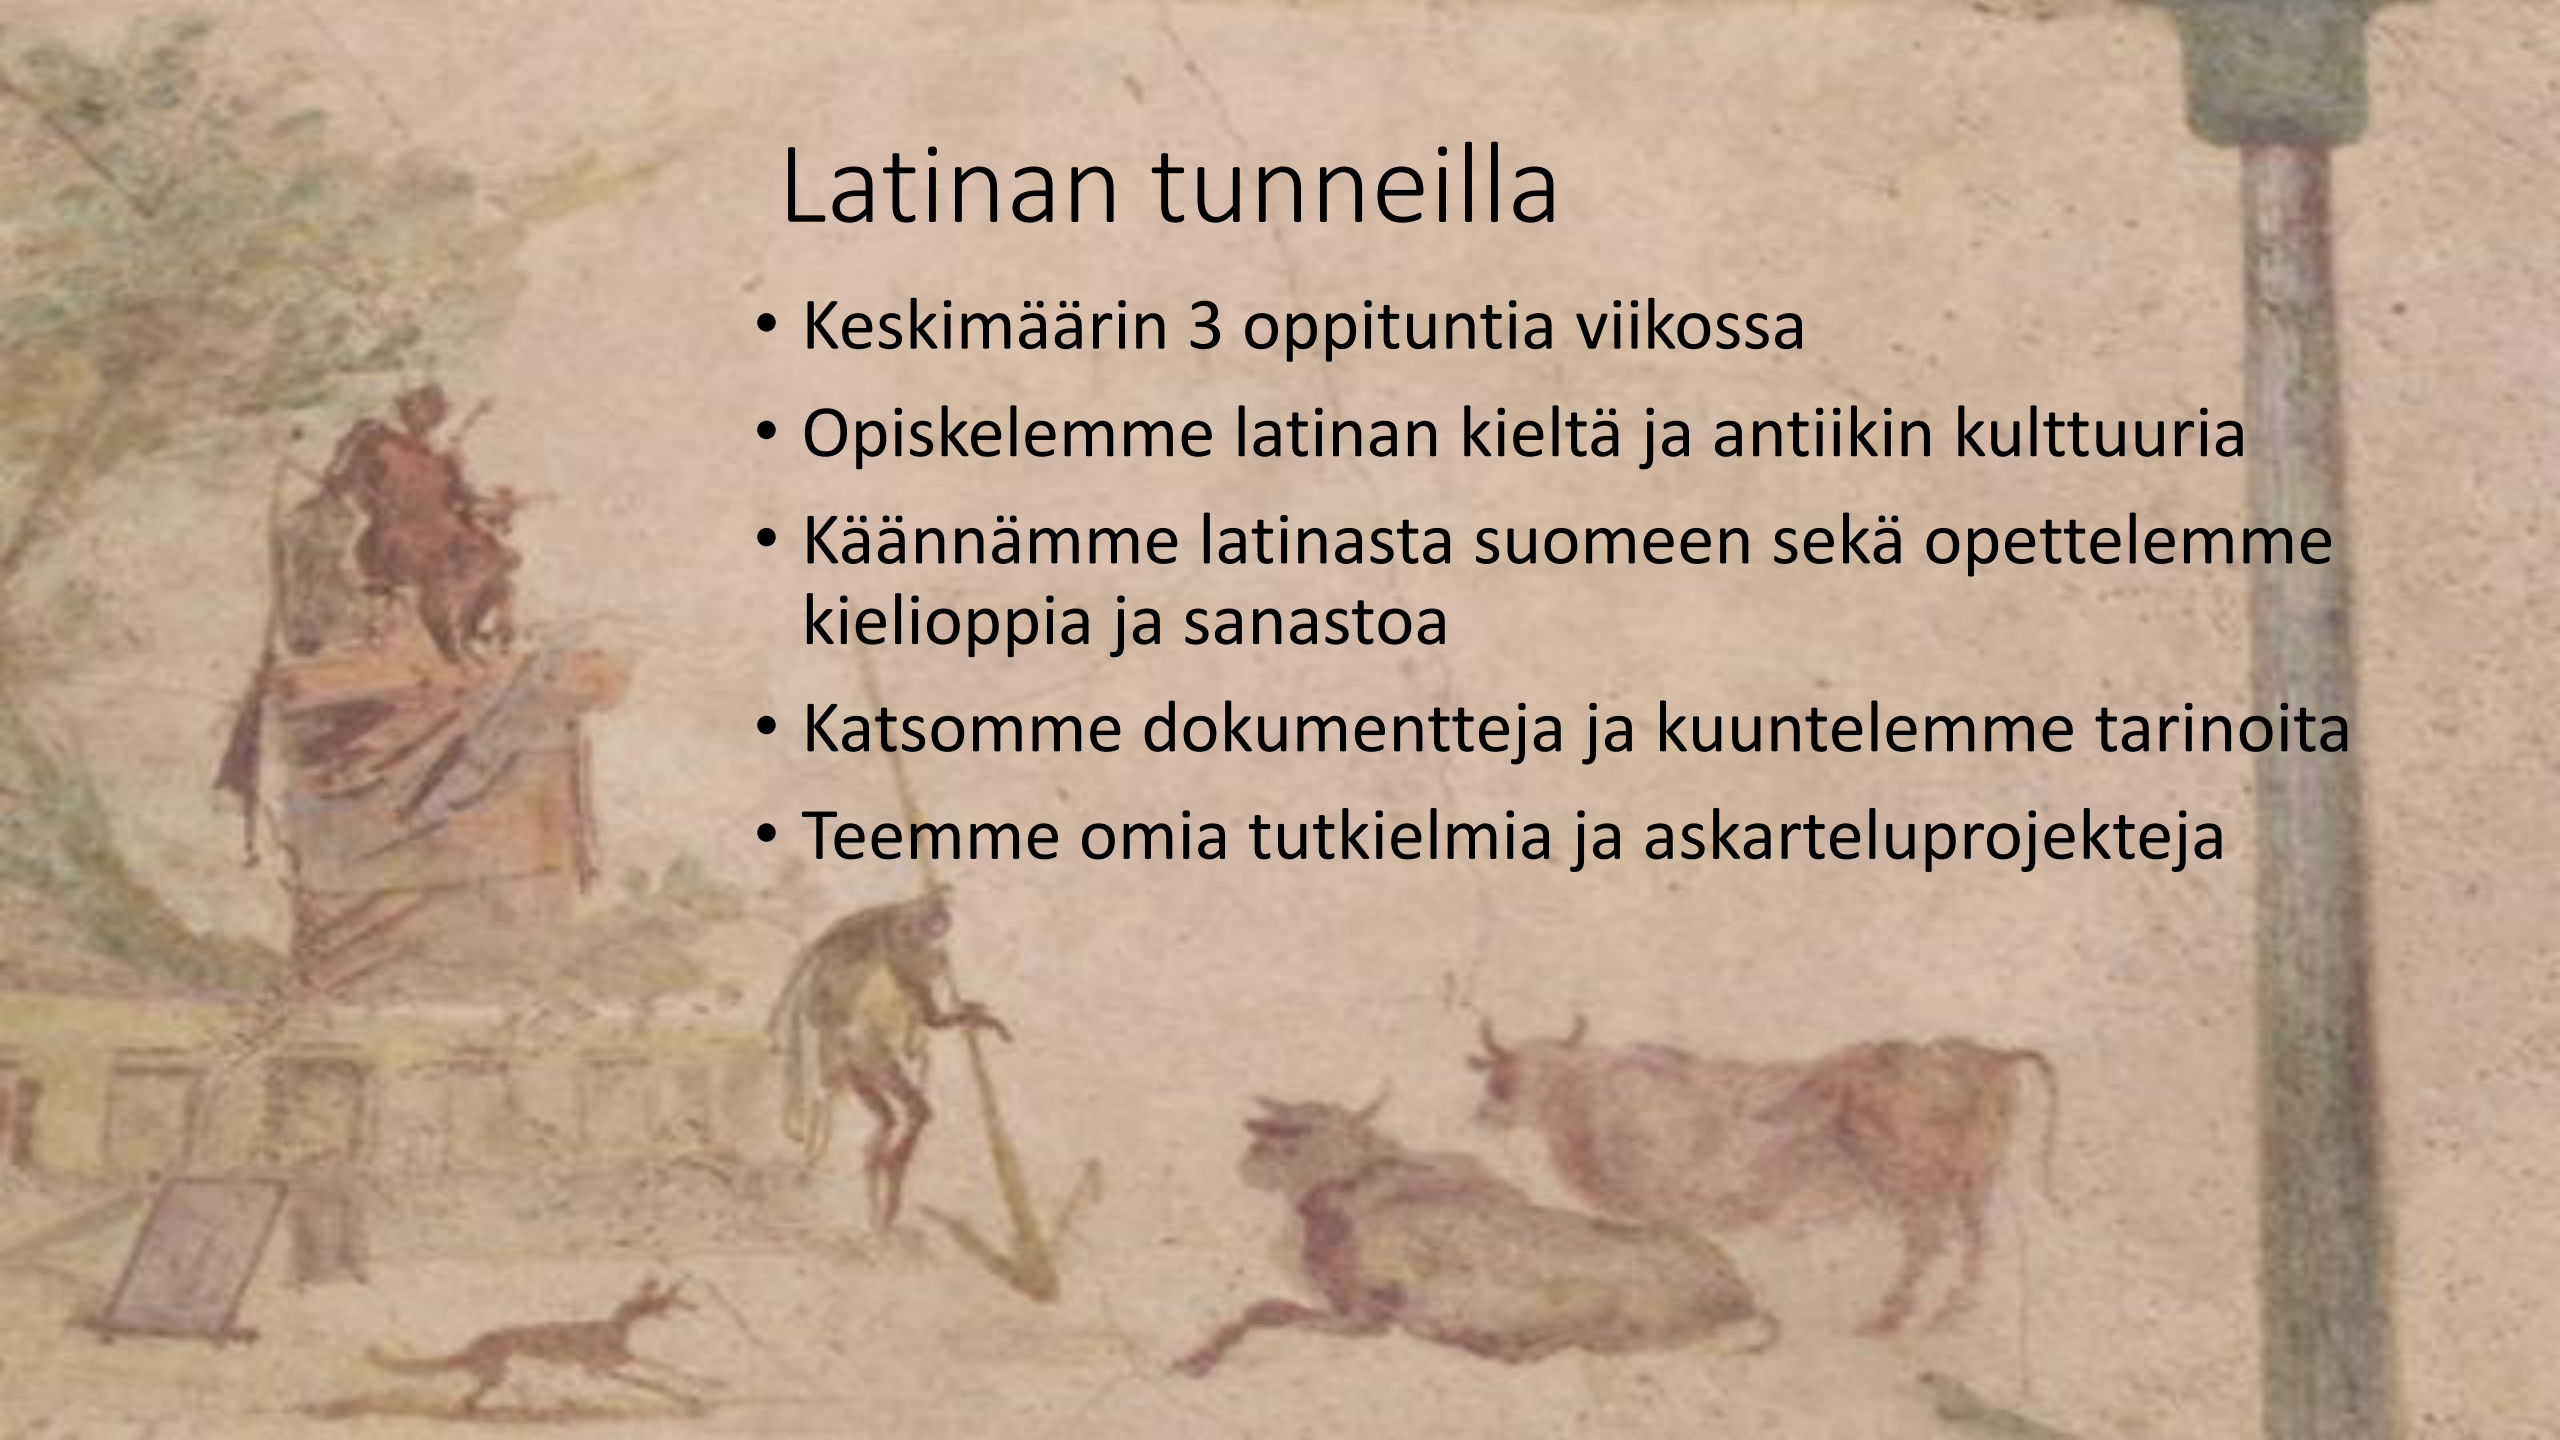 Latinan tunneilla
• Keskimäärin 3 oppituntia viikossa
• Opiskelemme latinan kieltä ja antiikin kulttuuria
• Käännämme latinasta suomeen sekä opettelemme
kielioppia ja sanastoa
• Katsomme dokumentteja ja kuuntelemme tarinoita
• Teemme omia tutkielmia ja askarteluprojekteja